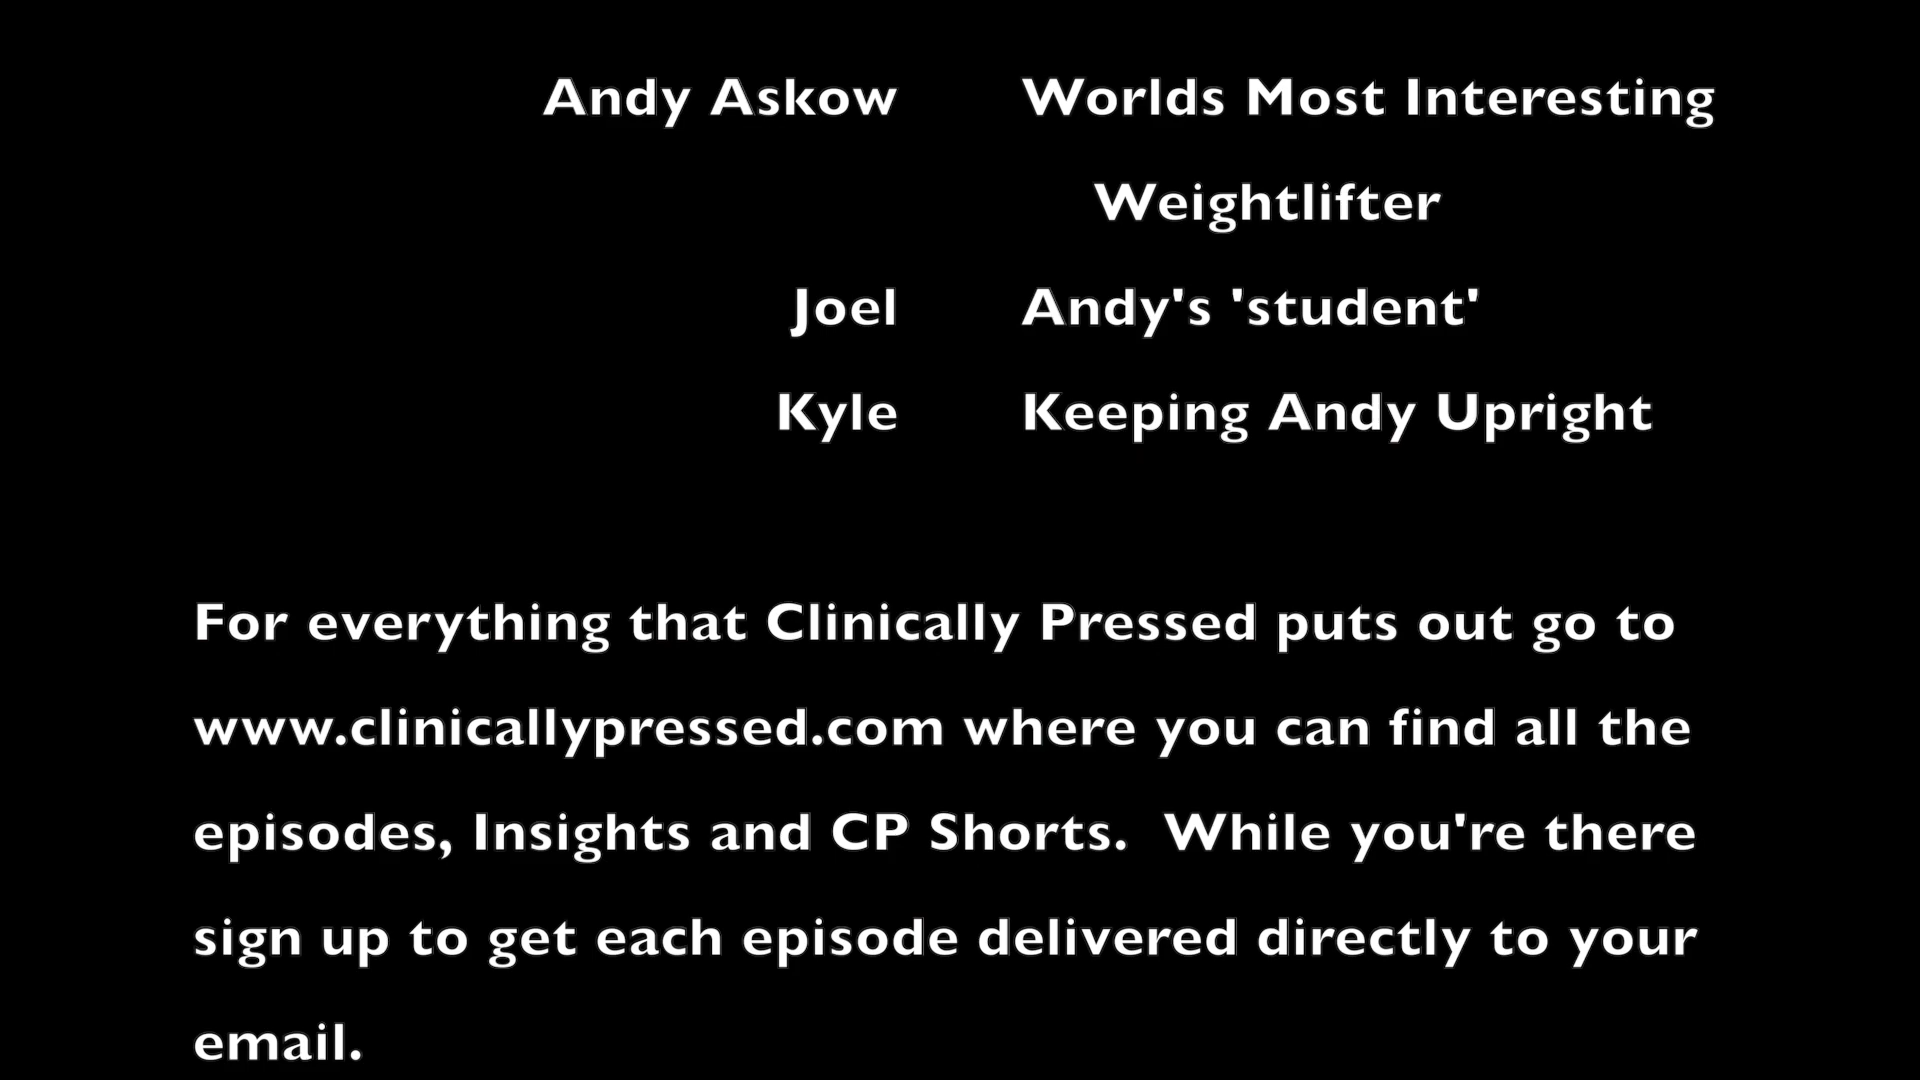 Andy Askow Worlds Most Interesting
Weightlifter
Joel Andy's 'student'
Kyle Keeping Andy Upright
For everything that Clinically Pressed puts out go to
www.clinicallypressed.com where you can find all the
episodes, Insights and CP Shorts.  While you're there
sign up to get each episode delivered directly to your
email.